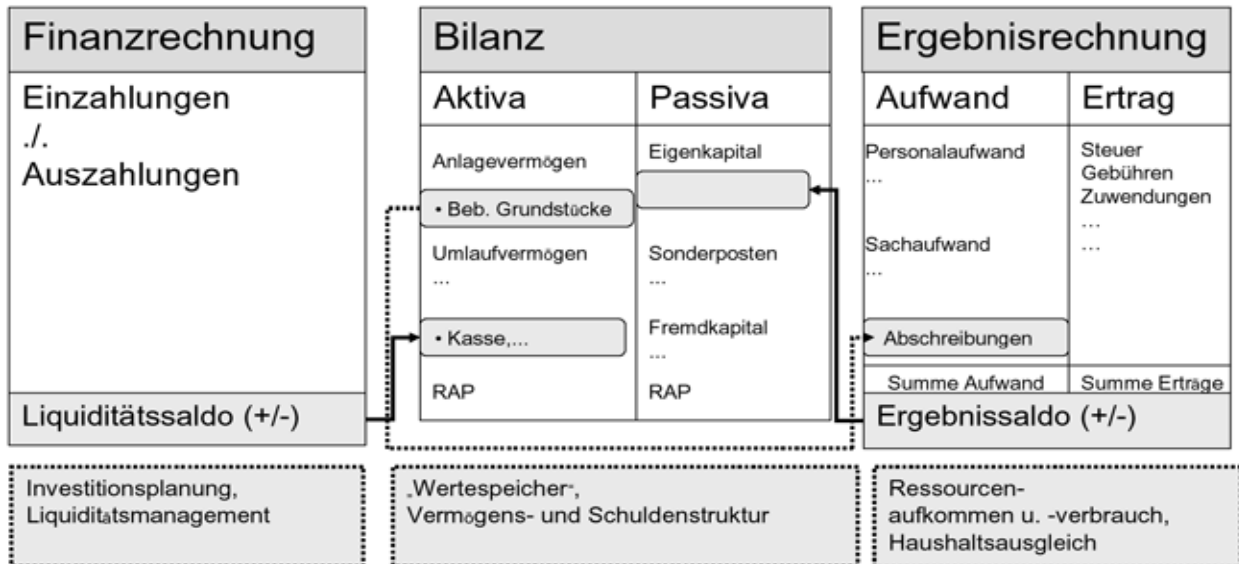 Finanzrechnung
Einzahlungen
./.
Auszahlungen
Liquiditätssaldo (+/-)
Investitionsplanung,
Liquiditätsmanagement
Bilanz
Aktiva
Anlagevermögen
• Beb. Grundstücke
Umlaufvermögen
...
• Kasse,...
RAP
Passiva
Eigenkapital
Sonderposten
...
Fremdkapital
...
RAP
„Wertespeicher“,
Vermögens- und Schuldenstruktur
Ergebnisrechnung
Aufwand
Personalaufwand
...
Sachaufwand
...
Abschreibungen
Summe Aufwand
Ertrag
Steuer
Gebühren
Zuwendungen
...
...
Summe Erträge
Ergebnissaldo (+/-)
Ressourcen-
aufkommen u. -verbrauch,
Haushaltsausgleich